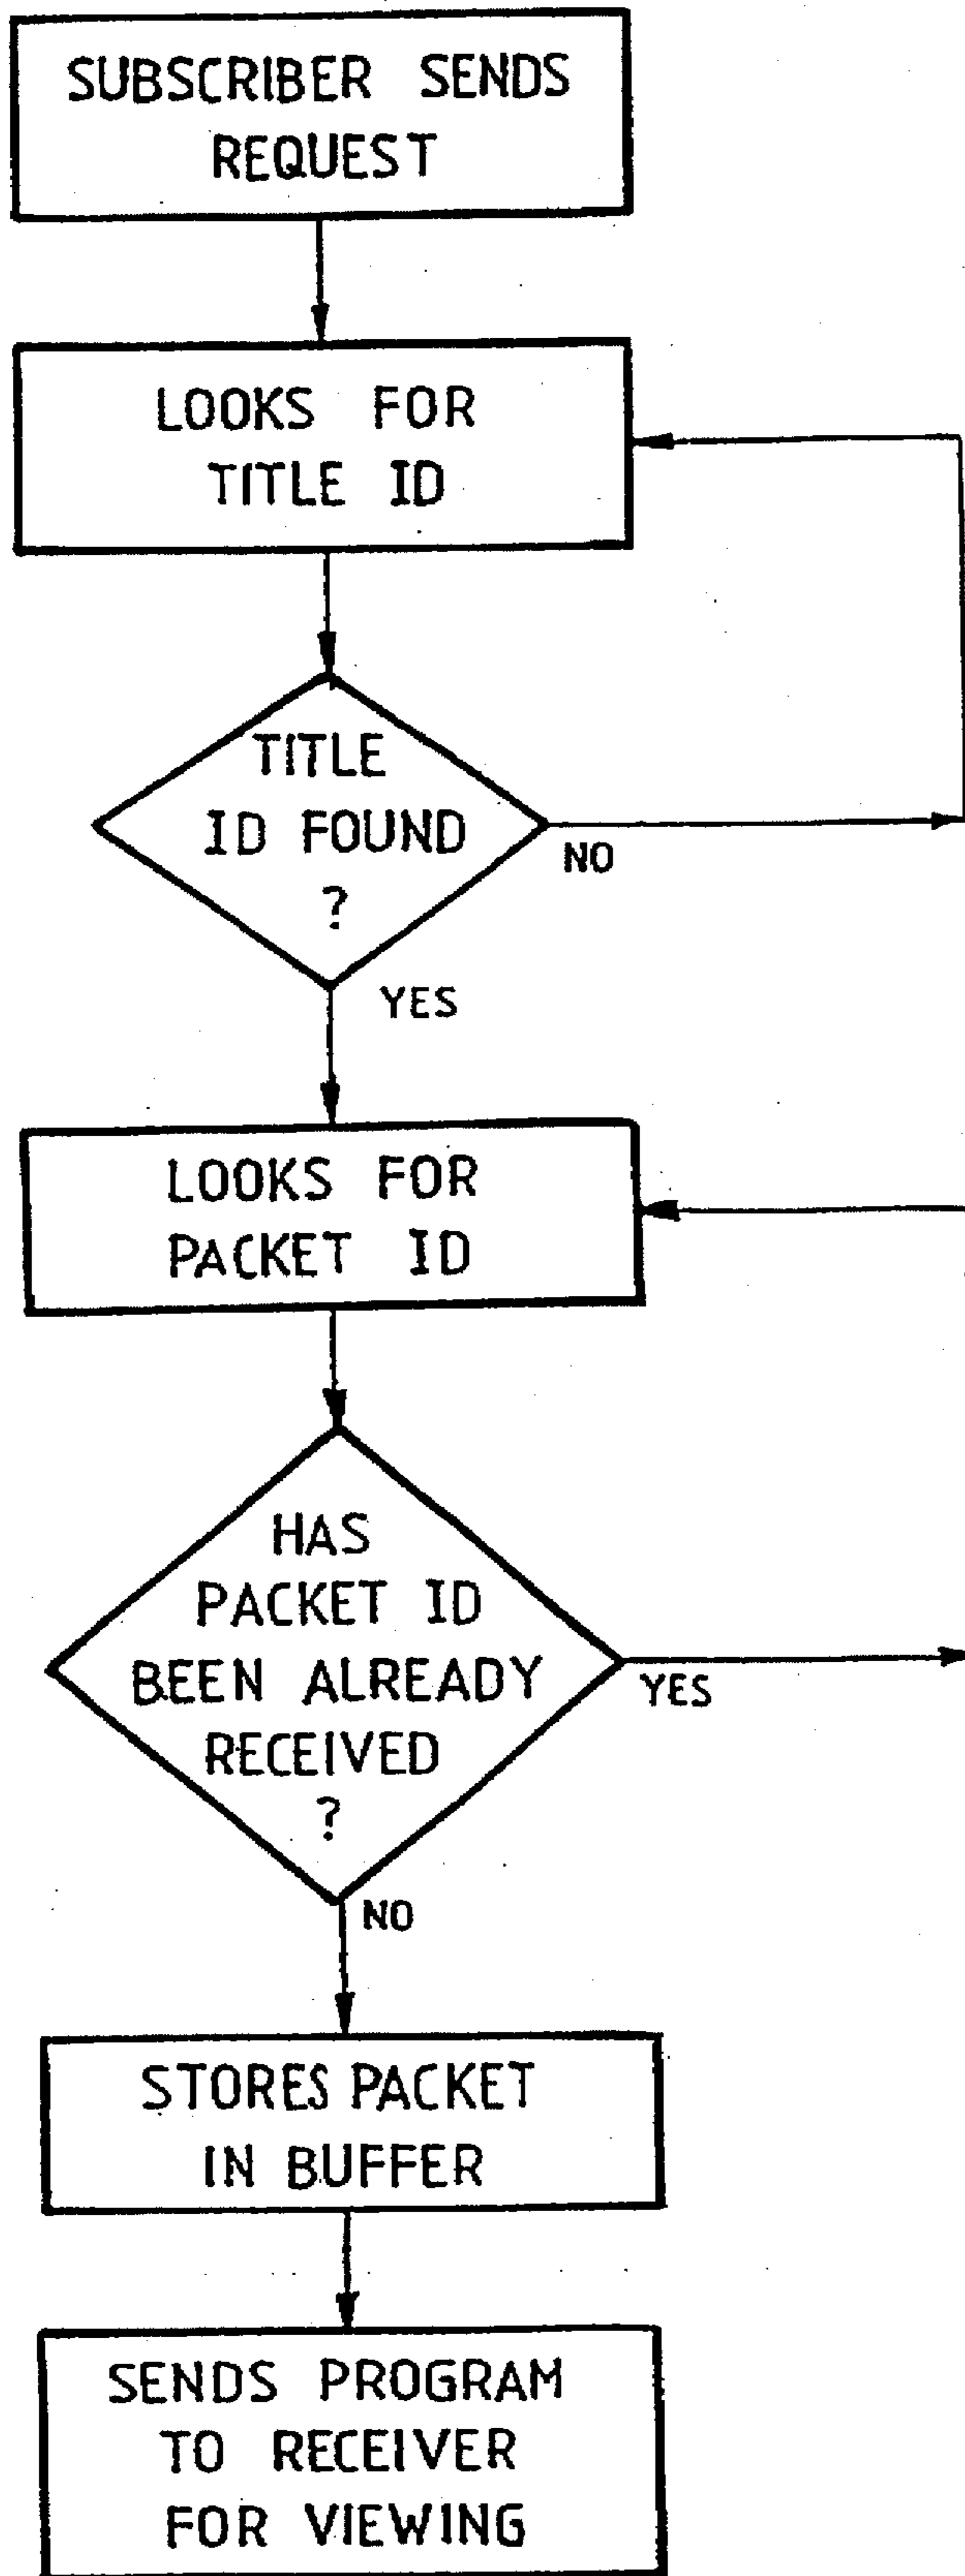 SUBSCRIBER SENDS
REQUEST
LOOKS FOR
TITLE ID
TITLE
ID FOUND
?
NO
YES
LOOKS FOR
PACKET ID
HAS
PACKET ID
BEEN ALREADY
RECEIVED
?
YES
NO
STORES PACKET
IN BUFFER
SENDS PROGRAM
TO RECEIVER
FOR VIEWING